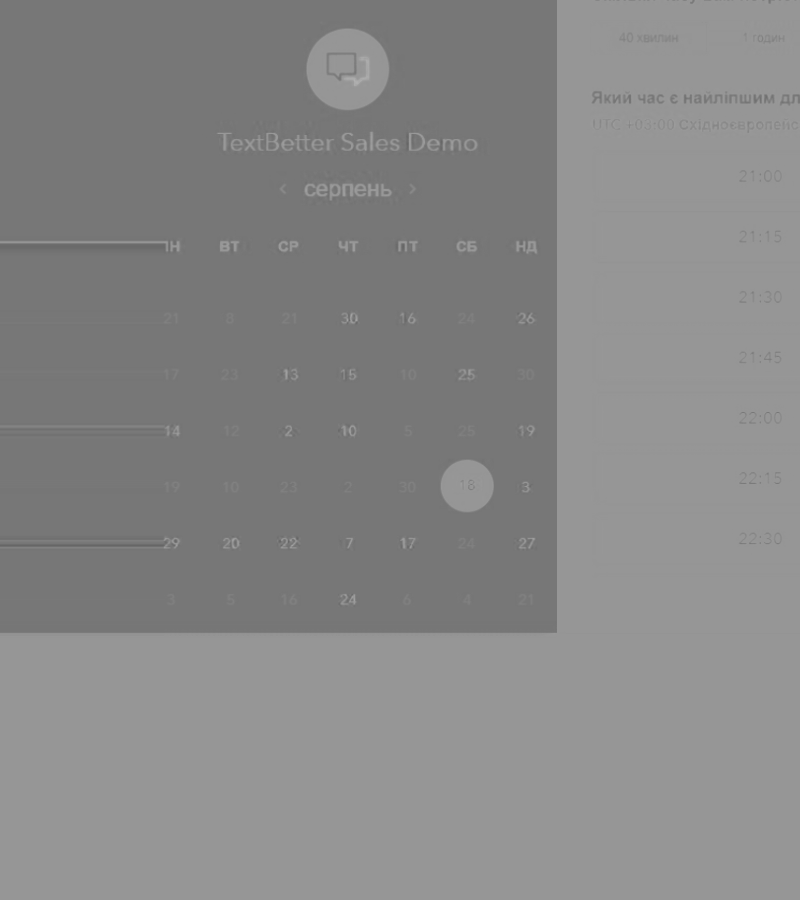 TextBetter Sales Demo
‹ серпень ›
ПН ВТ СР ЧТ ПТ СБ НД
21 8 21 30 16 24 26
17 23 13 15 10 25 30
14 12 2 10 5 25 19
19 10 23 2 30 18 3
29 20 22 7 17 24 27
3 5 16 24 6 4 21
40 хвилин 1 годин
Який час є найліпшим дл
UTC +03:00 Східноєвропейс
21:00
21:15
21:30
21:45
22:00
22:15
22:30